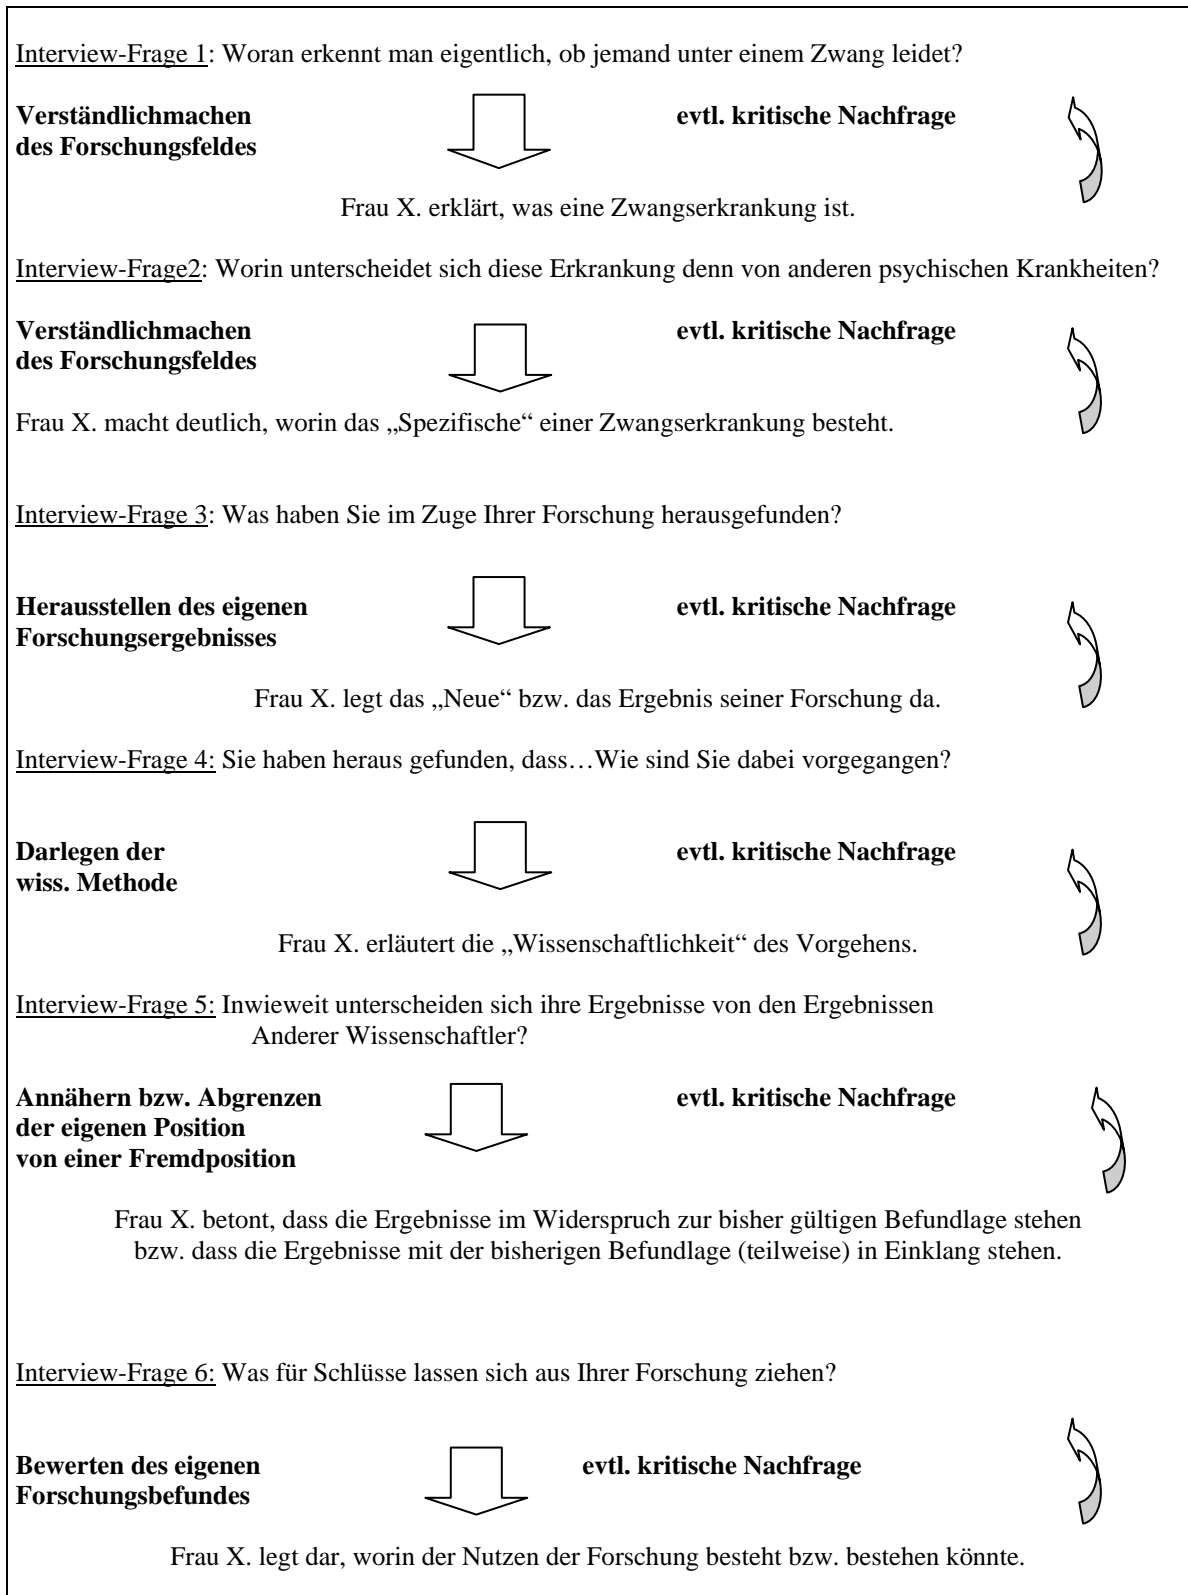 Interview-Frage 1: Woran erkennt man eigentlich, ob jemand unter einem Zwang leidet?
Verständlichmachen evtl. kritische Nachfrage
des Forschungsfeldes
Frau X. erklärt, was eine Zwangserkrankung ist.
Interview-Frage2: Worin unterscheidet sich diese Erkrankung denn von anderen psychischen Krankheiten?
Verständlichmachen evtl. kritische Nachfrage
des Forschungsfeldes
Frau X. macht deutlich, worin das „Spezifische“ einer Zwangserkrankung besteht.
Interview-Frage 3: Was haben Sie im Zuge Ihrer Forschung herausgefunden?
Herausstellen des eigenen evtl. kritische Nachfrage
Forschungsergebnisses
Frau X. legt das „Neue“ bzw. das Ergebnis seiner Forschung da.
Interview-Frage 4: Sie haben heraus gefunden, dass…Wie sind Sie dabei vorgegangen?
Darlegen der evtl. kritische Nachfrage
wiss. Methode
Frau X. erläutert die „Wissenschaftlichkeit“ des Vorgehens.
Interview-Frage 5: Inwieweit unterscheiden sich ihre Ergebnisse von den Ergebnissen
Anderer Wissenschaftler?
Annähern bzw. Abgrenzen evtl. kritische Nachfrage
der eigenen Position
von einer Fremdposition
Frau X. betont, dass die Ergebnisse im Widerspruch zur bisher gültigen Befundlage stehen
bzw. dass die Ergebnisse mit der bisherigen Befundlage (teilweise) in Einklang stehen.
Interview-Frage 6: Was für Schlüsse lassen sich aus Ihrer Forschung ziehen?
Bewerten des eigenen evtl. kritische Nachfrage
Forschungsbefundes
Frau X. legt dar, worin der Nutzen der Forschung besteht bzw. bestehen könnte.